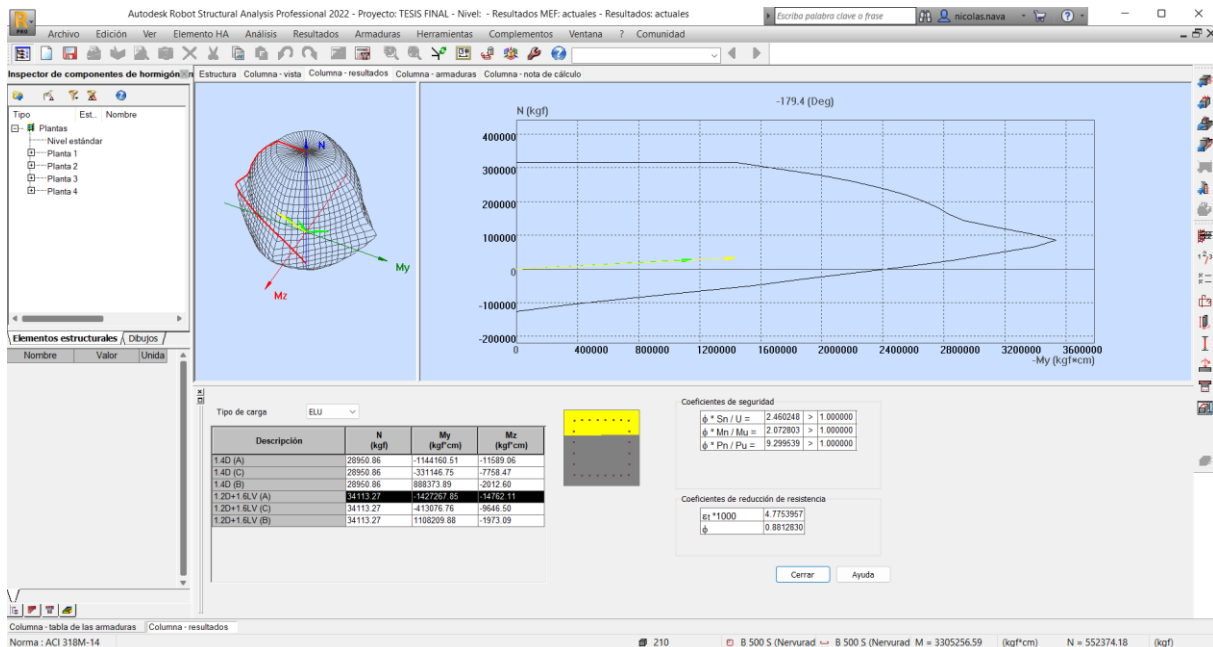 Autodesk Robot Structural Analysis Professional 2022 - Proyecto: TESIS FINAL - Nivel: - Resultados MEF: actuales - Resultados: actuales
Escriba palabra clave o frase
nicolas.nava
PRO
Archivo Edición Ver Elemento HA Análisis Resultados Armaduras Herramientas Complementos Ventana ? Comunidad
Inspector de componentes de hormigón
Estructura Columna - vista Columna - resultados Columna - armaduras Columna - nota de cálculo
Tipo Est... Nombre
Plantas
Nivel estándar
Planta 1
Planta 2
Planta 3
Planta 4
Elementos estructurales Dibujos
Nombre Valor Unida
N
My
Mz
-179.4 (Deg)
N (kgf)
400000
300000
200000
100000
0
-100000
-200000
0 400000 800000 1200000 1600000 2000000 2400000 2800000 3200000 3600000
-My (kgf*cm)
Tipo de carga ELU
Descripción N (kgf) My (kgf*cm) Mz (kgf*cm)
1.4D (A) 28950.86 -1144160.51 -11589.06
1.4D (C) 28950.86 -331146.75 -7758.47
1.4D (B) 28950.86 888373.89 -2012.60
1.2D+1.6LV (A) 34113.27 -1427267.85 -14762.11
1.2D+1.6LV (C) 34113.27 -413076.76 -9646.50
1.2D+1.6LV (B) 34113.27 1108209.88 -1973.09
Coeficientes de seguridad
ϕ * Sn / U = 2.460248 > 1.000000
ϕ * Mn / Mu = 2.072803 > 1.000000
ϕ * Pn / Pu = 9.299539 > 1.000000
Coeficientes de reducción de resistencia
εt *1000 4.7753957
ϕ 0.8812830
Cerrar Ayuda
Columna - tabla de las armaduras Columna - resultados
Norma : ACI 318M-14
210 B 500 S (Nervurad B 500 S (Nervurad M = 3305256.59 (kgf*cm) N = 552374.18 (kgf)